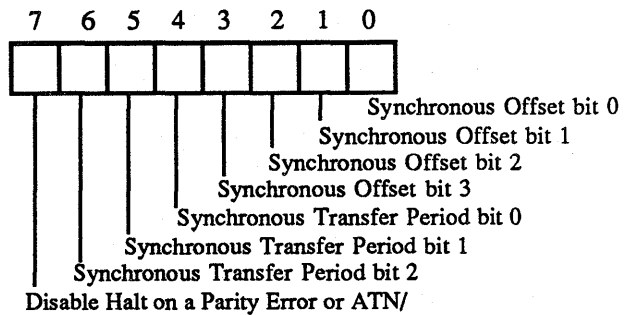 7 6 5 4 3 2 1 0
Synchronous Offset bit 0
Synchronous Offset bit 1
Synchronous Offset bit 2
Synchronous Offset bit 3
Synchronous Transfer Period bit 0
Synchronous Transfer Period bit 1
Synchronous Transfer Period bit 2
Disable Halt on a Parity Error or ATN/